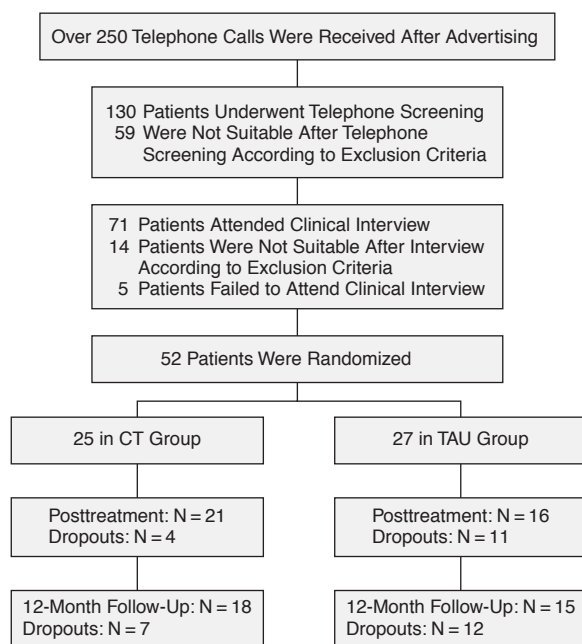 Over 250 Telephone Calls Were Received After Advertising
130 Patients Underwent Telephone Screening
59 Were Not Suitable After Telephone
Screening According to Exclusion Criteria
71 Patients Attended Clinical Interview
14 Patients Were Not Suitable After Interview
According to Exclusion Criteria
5 Patients Failed to Attend Clinical Interview
52 Patients Were Randomized
25 in CT Group
27 in TAU Group
Posttreatment: N = 21
Dropouts: N = 4
Posttreatment: N = 16
Dropouts: N = 11
12-Month Follow-Up: N = 18
Dropouts: N = 7
12-Month Follow-Up: N = 15
Dropouts: N = 12